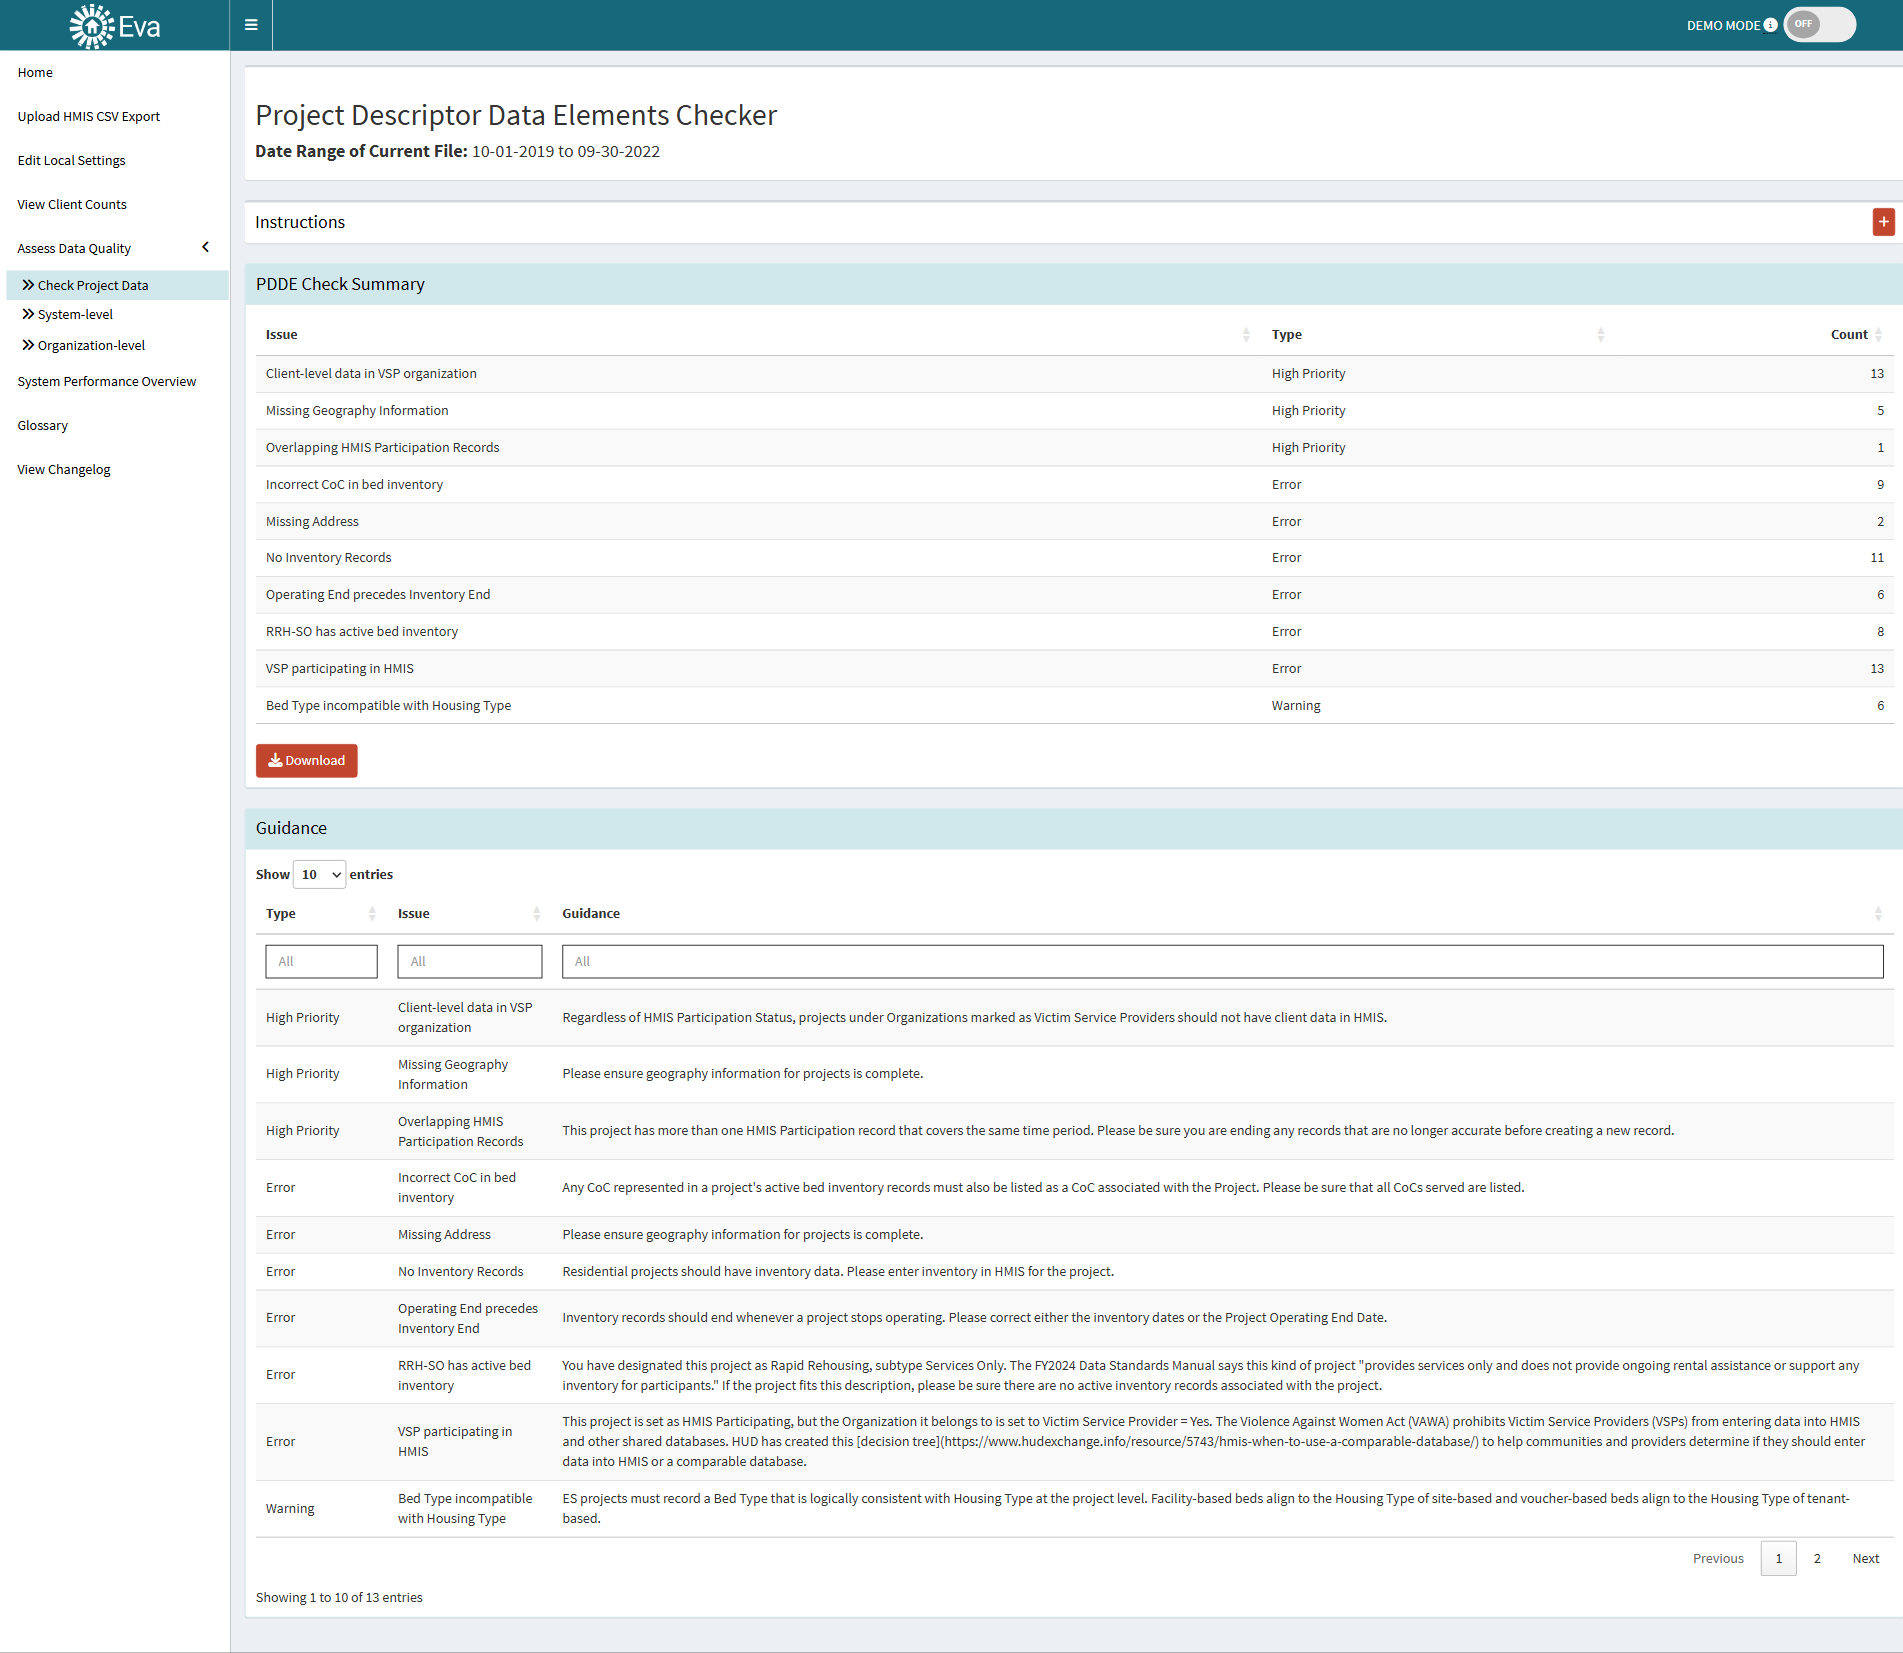 Eva
DEMO MODE
OFF
Home
Upload HMIS CSV Export
Edit Local Settings
View Client Counts
Assess Data Quality
Check Project Data
System-level
Organization-level
System Performance Overview
Glossary
View Changelog
Project Descriptor Data Elements Checker
Date Range of Current File: 10-01-2019 to 09-30-2022
Instructions
PDDE Check Summary
Issue Type Count
Client-level data in VSP organization High Priority 13
Missing Geography Information High Priority 5
Overlapping HMIS Participation Records High Priority 1
Incorrect CoC in bed inventory Error 9
Missing Address Error 2
No Inventory Records Error 11
Operating End precedes Inventory End Error 6
RRH-SO has active bed inventory Error 8
VSP participating in HMIS Error 13
Bed Type incompatible with Housing Type Warning 6
Download
Guidance
Show 10 entries
Type Issue Guidance
All All All
High Priority
Client-level data in VSP
organization
Regardless of HMIS Participation Status, projects under Organizations marked as Victim Service Providers should not have client data in HMIS.
High Priority
Missing Geography
Information
Please ensure geography information for projects is complete.
High Priority
Overlapping HMIS
Participation Records
This project has more than one HMIS Participation record that covers the same time period. Please be sure you are ending any records that are no longer accurate before creating a new record.
Error
Incorrect CoC in bed
inventory
Any CoC represented in a project's active bed inventory records must also be listed as a CoC associated with the Project. Please be sure that all CoCs served are listed.
Error
Missing Address
Please ensure geography information for projects is complete.
Error
No Inventory Records
Residential projects should have inventory data. Please enter inventory in HMIS for the project.
Error
Operating End precedes
Inventory End
Inventory records should end whenever a project stops operating. Please correct either the inventory dates or the Project Operating End Date.
Error
RRH-SO has active bed
inventory
You have designated this project as Rapid Rehousing, subtype Services Only. The FY2024 Data Standards Manual says this kind of project "provides services only and does not provide ongoing rental assistance or support any
inventory for participants." If the project fits this description, please be sure there are no active inventory records associated with the project.
Error
VSP participating in
HMIS
This project is set as HMIS Participating, but the Organization it belongs to is set to Victim Service Provider = Yes. The Violence Against Women Act (VAWA) prohibits Victim Service Providers (VSPs) from entering data into HMIS
and other shared databases. HUD has created this [decision tree](https://www.hudexchange.info/resource/5743/hmis-when-to-use-a-comparable-database/) to help communities and providers determine if they should enter
data into HMIS or a comparable database.
Warning
Bed Type incompatible
with Housing Type
ES projects must record a Bed Type that is logically consistent with Housing Type at the project level. Facility-based beds align to the Housing Type of site-based and voucher-based beds align to the Housing Type of tenant-
based.
Previous 1 2 Next
Showing 1 to 10 of 13 entries